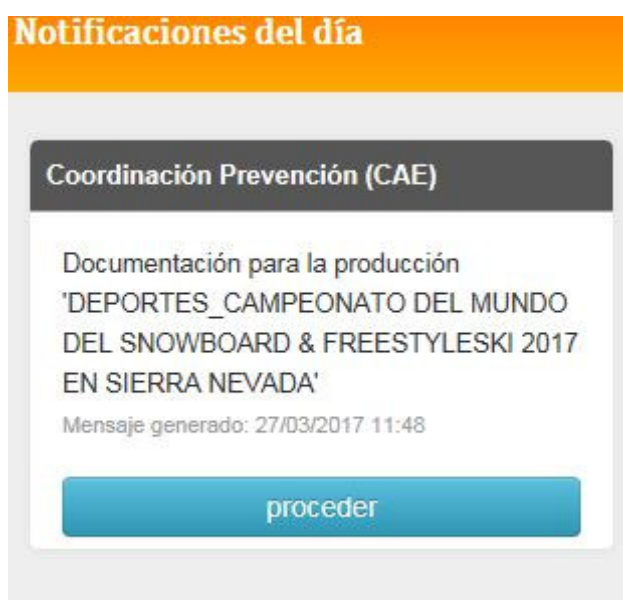 Notificaciones del día
Coordinación Prevención (CAE)
Documentación para la producción
'DEPORTES_CAMPEONATO DEL MUNDO
DEL SNOWBOARD & FREESTYLESKI 2017
EN SIERRA NEVADA'
Mensaje generado: 27/03/2017 11:48
proceder